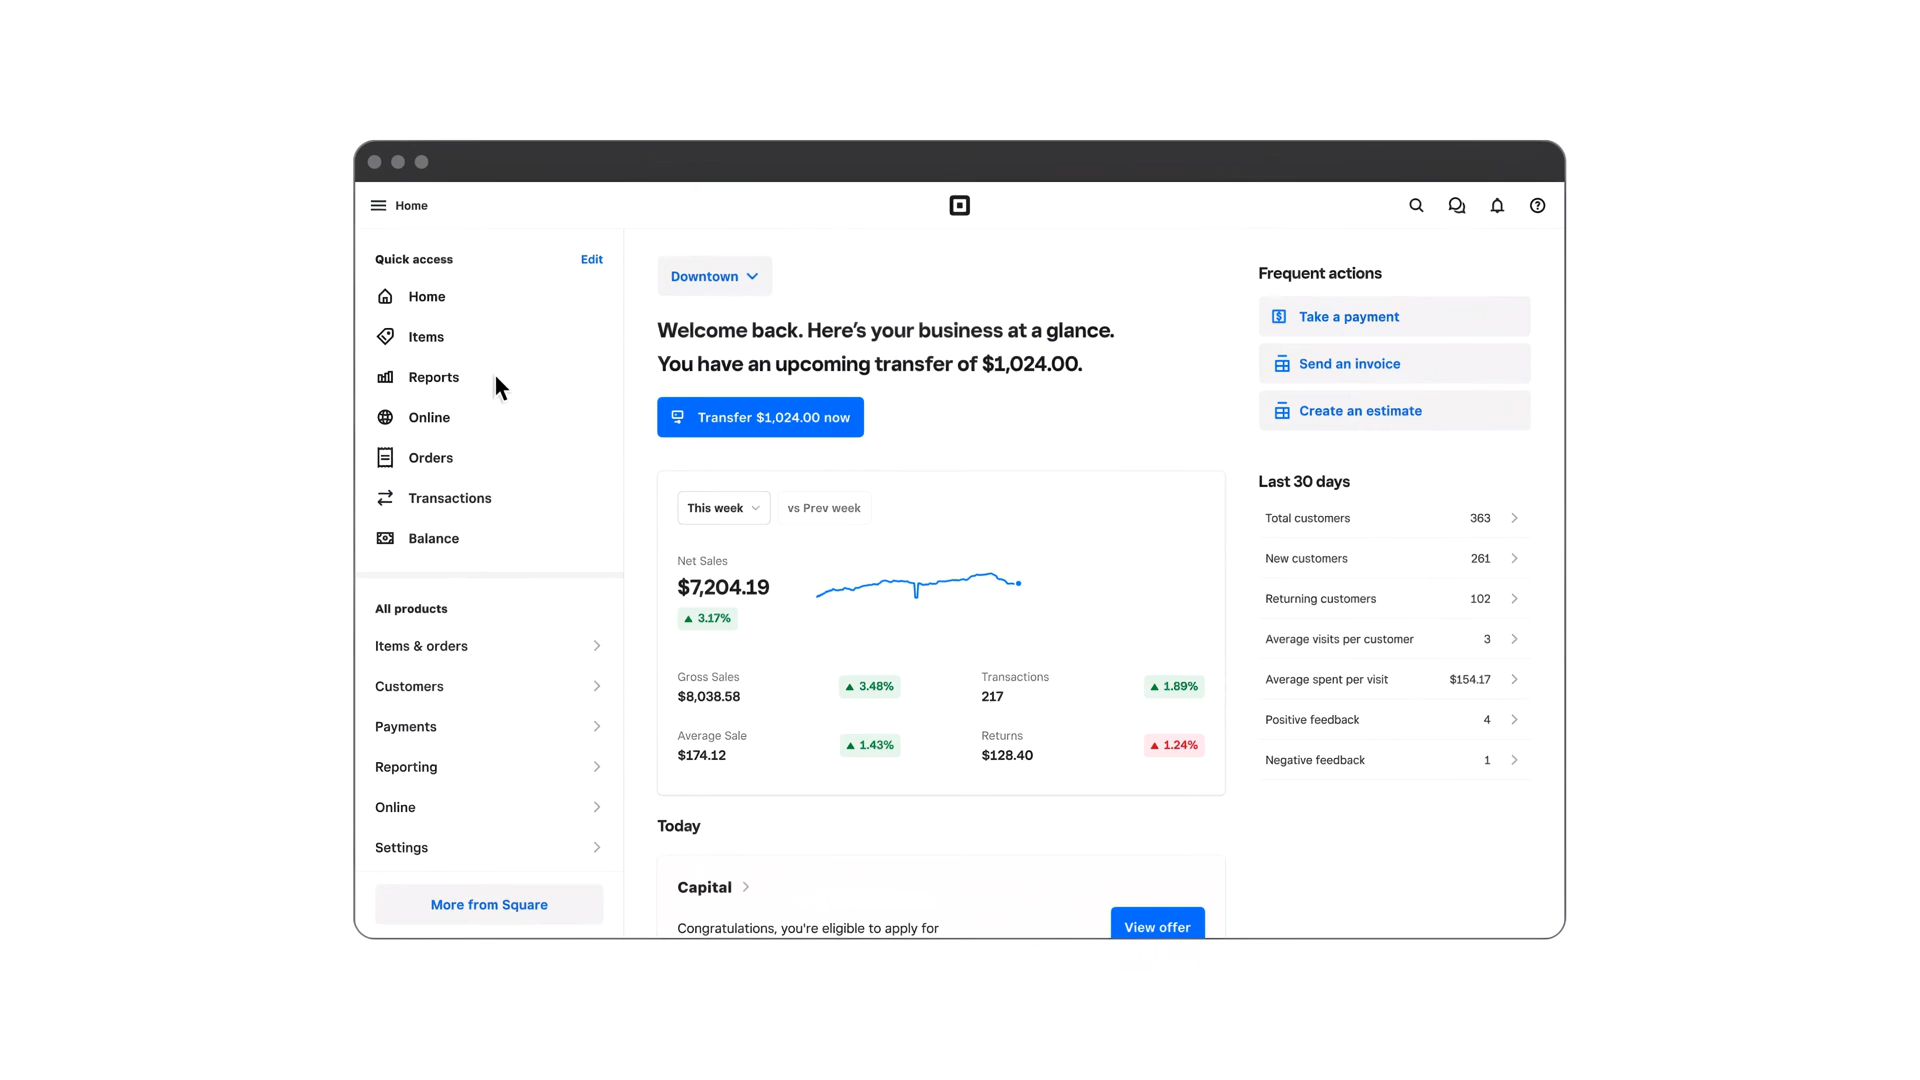 Home
Quick access
Edit
Home
Items
Reports
Online
Orders
Transactions
Balance
All products
Items & orders
Customers
Payments
Reporting
Online
Settings
More from Square
Downtown
Welcome back. Here’s your business at a glance.
You have an upcoming transfer of $1,024.00.
Transfer $1,024.00 now
This week
vs Prev week
Net Sales
$7,204.19
3.17%
Gross Sales
$8,038.58
3.48%
Transactions
217
1.89%
Average Sale
$174.12
1.43%
Returns
$128.40
1.24%
Today
Capital
Congratulations, you're eligible to apply for
View offer
Frequent actions
Take a payment
Send an invoice
Create an estimate
Last 30 days
Total customers 363
New customers 261
Returning customers 102
Average visits per customer 3
Average spent per visit $154.17
Positive feedback 4
Negative feedback 1